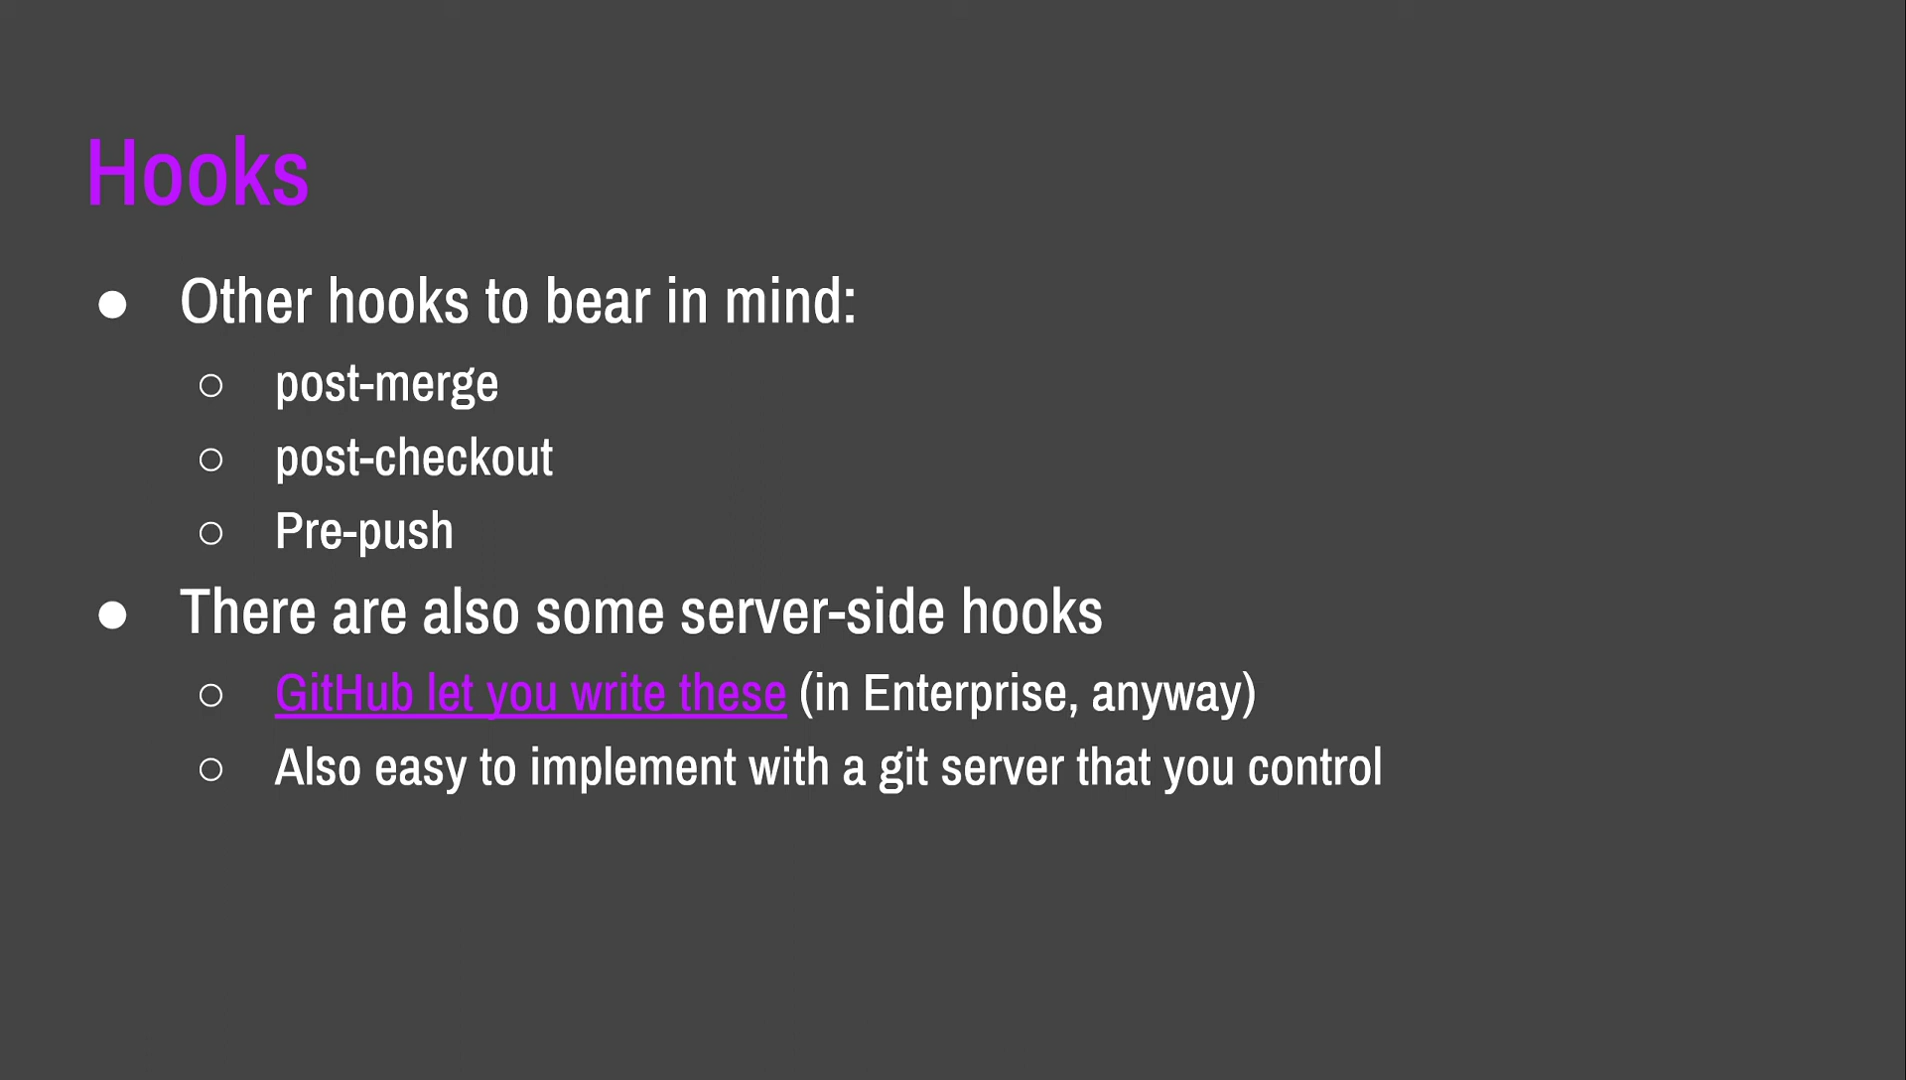 Hooks
● Other hooks to bear in mind:
○ post-merge
○ post-checkout
○ Pre-push
● There are also some server-side hooks
○ GitHub let you write these (in Enterprise, anyway)
○ Also easy to implement with a git server that you control